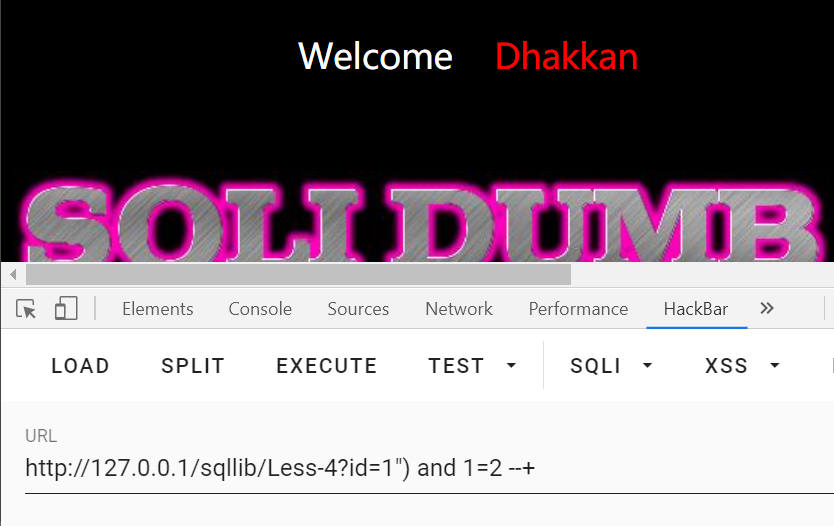 Welcome Dhakkan
SQLI DUMB
Elements Console Sources Network Performance HackBar
LOAD SPLIT EXECUTE TEST SQLI XSS
URL
http://127.0.0.1/sqllib/Less-4?id=1") and 1=2 --+